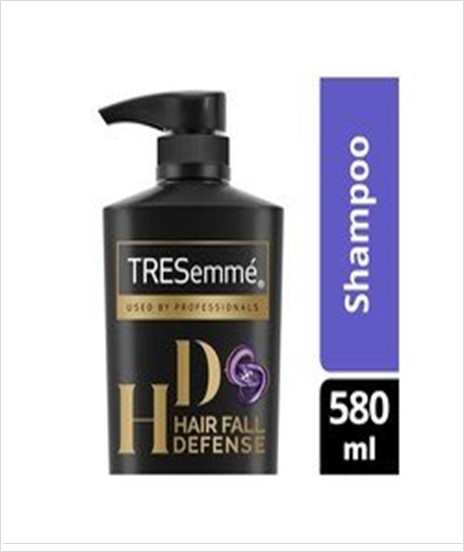 TRESemmé®
USED BY PROFESSIONALS
HD
HAIR FALL
DEFENSE
Shampoo
580
ml